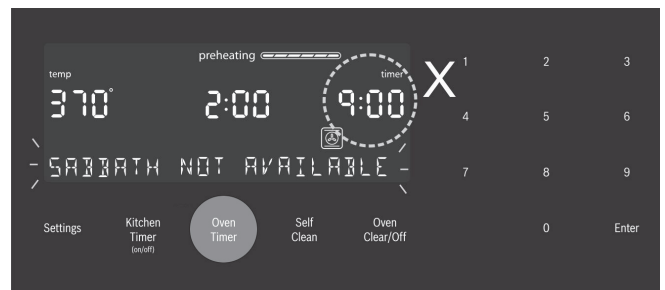 preheating
temp
timer
370° 2:00 9:00
X
SABBATH NOT AVAILABLE
1 2 3
4 5 6
7 8 9
0 Enter
Settings
Kitchen Timer (on/off)
Oven Timer
Self Clean
Oven Clear/Off